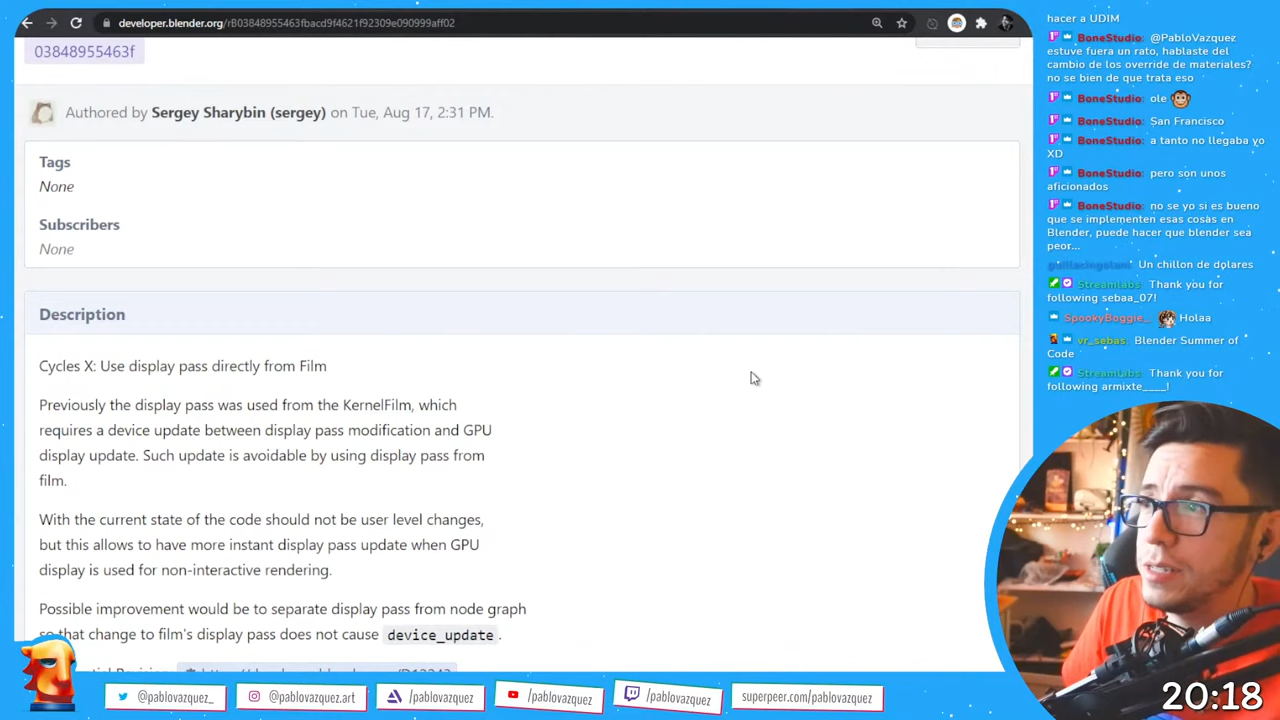 developer.blender.org/rB03848955463fbacd9f4621f92309e090999aff02
03848955463f
Authored by Sergey Sharybin (sergey) on Tue, Aug 17, 2:31 PM.
Tags
None
Subscribers
None
Description
Cycles X: Use display pass directly from Film
Previously the display pass was used from the KernelFilm, which
requires a device update between display pass modification and GPU
display update. Such update is avoidable by using display pass from
film.
With the current state of the code should not be user level changes,
but this allows to have more instant display pass update when GPU
display is used for non-interactive rendering.
Possible improvement would be to separate display pass from node graph
so that change to film's display pass does not cause device_update.
hacer a UDIM
BoneStudio: @PabloVazquez
estuve fuera un rato, hablaste del
cambio de los override de materiales?
no se bien de que trata eso
BoneStudio: ole
BoneStudio: San Francisco
BoneStudio: a tanto no llegaba yo
XD
BoneStudio: pero son unos
aficionados
BoneStudio: no se yo si es bueno
que se implementen esas cosas en
Blender, puede hacer que blender sea
peor...
Un chillon de dolares
Streamlabs: Thank you for
following sebaa_07!
SpookyBoggie_: Holaa
vr_sebas: Blender Summer of
Code
Streamlabs: Thank you for
following armixte____!
@pablovazquez_
@pablovazquez.art
/pablovazquez
/pablovazquez
/pablovazquez
superpeer.com/pablovazquez
20:18